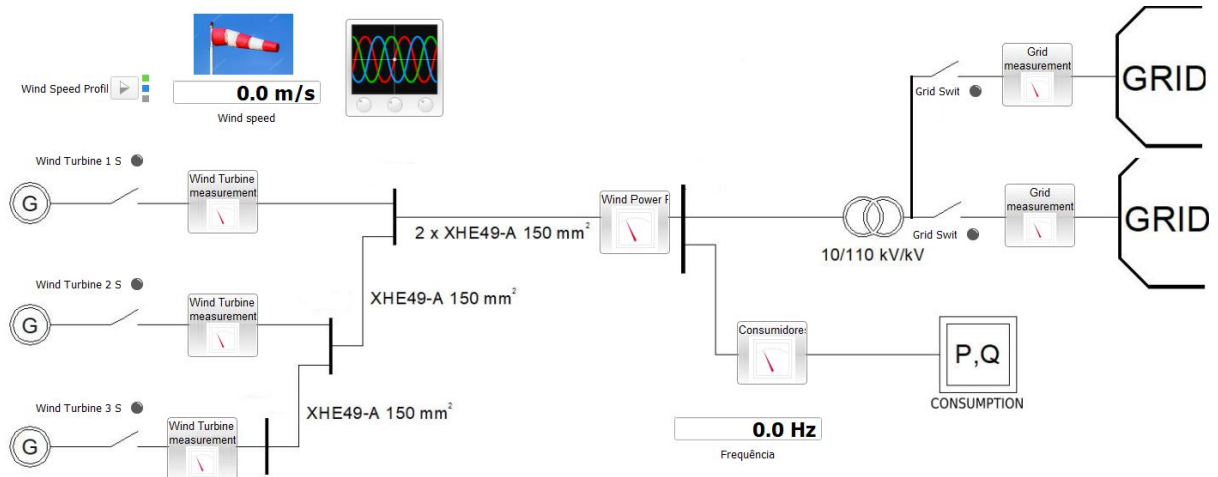 Wind Speed Profil
0.0 m/s
Wind speed
Grid
measurement
GRID
Grid Swit
Wind Turbine 1 S
G
Wind Turbine
measurement
2 x XHE49-A 150 mm²
Wind Power F
10/110 kV/kV
Grid
measurement
GRID
Grid Swit
Wind Turbine 2 S
G
Wind Turbine
measurement
XHE49-A 150 mm²
Consumidores
P,Q
CONSUMPTION
Wind Turbine 3 S
G
Wind Turbine
measurement
XHE49-A 150 mm²
0.0 Hz
Frequência